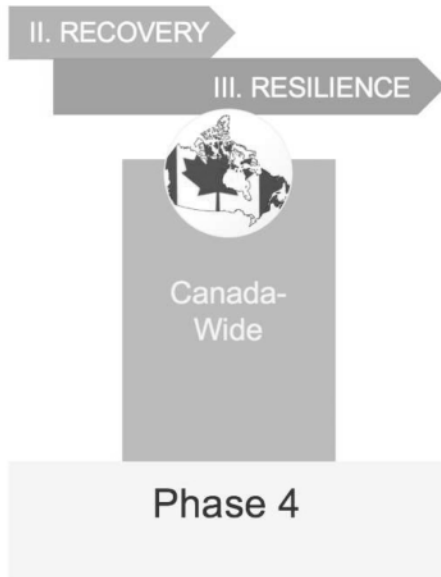 II. RECOVERY
III. RESILIENCE
Canada-
Wide
Phase 4